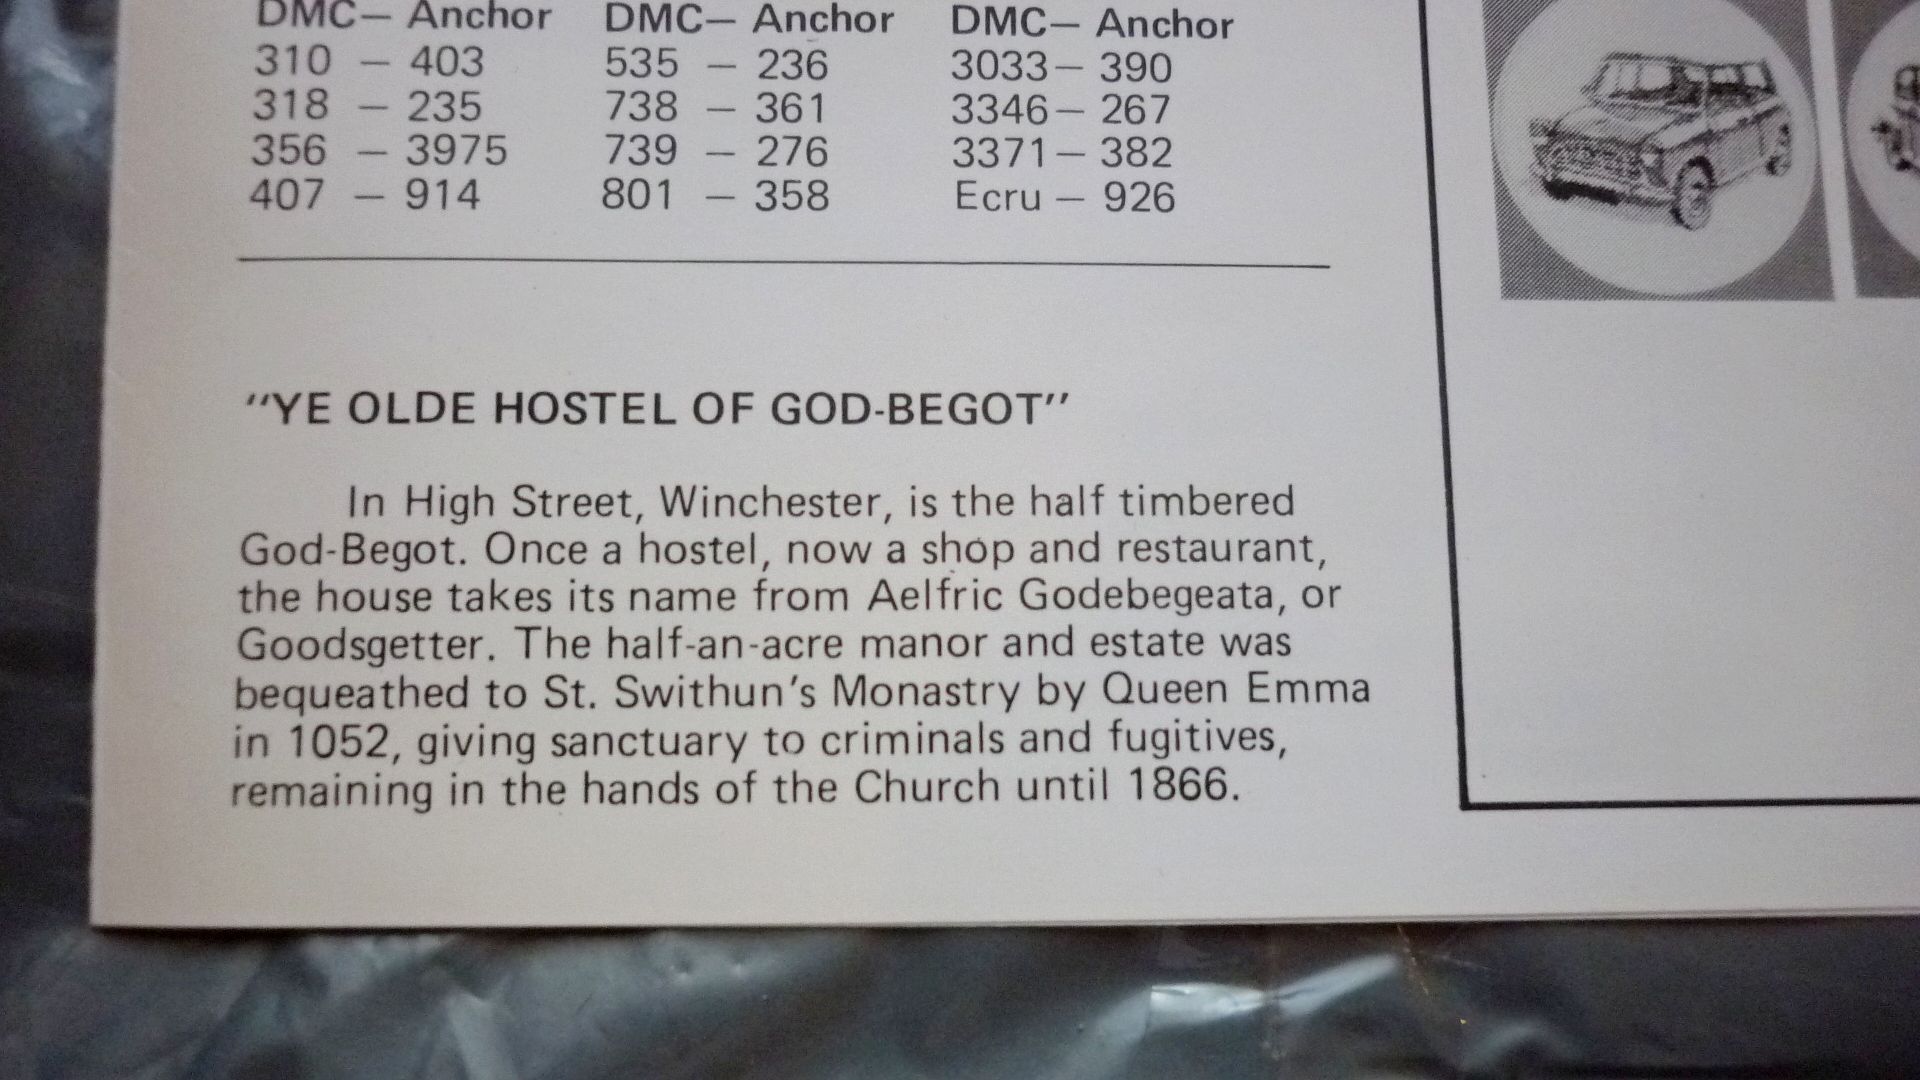 DMC— Anchor DMC— Anchor DMC— Anchor
310 — 403 535 — 236 3033— 390
318 — 235 738 — 361 3346— 267
356 — 3975 739 — 276 3371— 382
407 — 914 801 — 358 Ecru — 926
"YE OLDE HOSTEL OF GOD-BEGOT"
In High Street, Winchester, is the half timbered
God-Begot. Once a hostel, now a shop and restaurant,
the house takes its name from Aelfric Godebegeata, or
Goodsgetter. The half-an-acre manor and estate was
bequeathed to St. Swithun's Monastry by Queen Emma
in 1052, giving sanctuary to criminals and fugitives,
remaining in the hands of the Church until 1866.